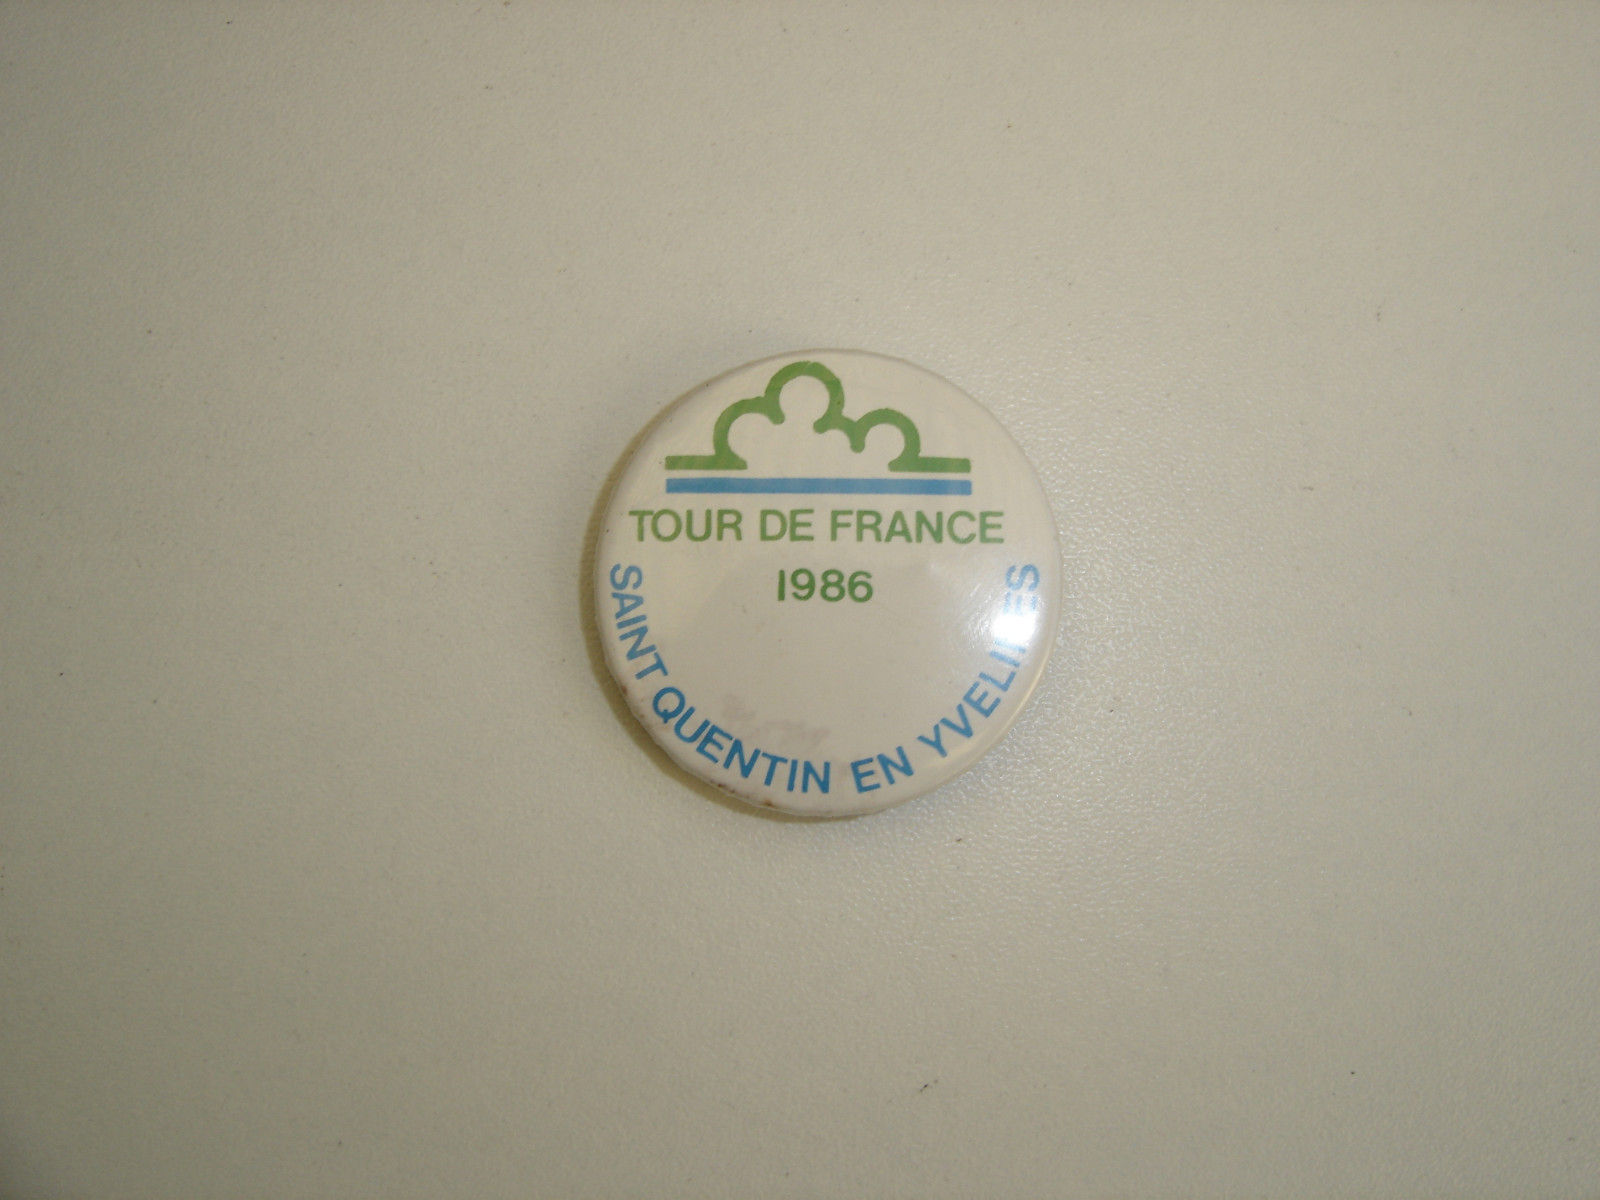 TOUR DE FRANCE
1986
SAINT QUENTIN EN YVELINES